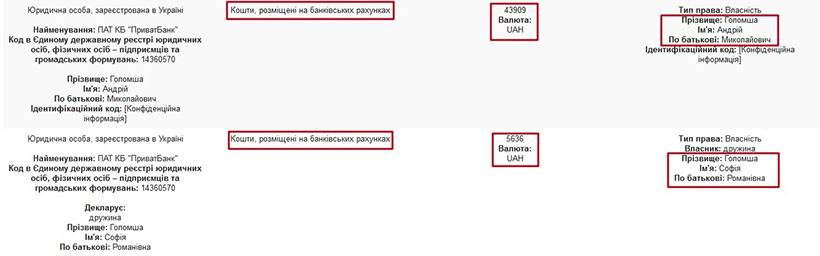 Юридична особа, зареєстрована в Україні
Найменування: ПАТ КБ "ПриватБанк"
Код в Єдиному державному реєстрі юридичних
осіб, фізичних осіб – підприємців та
громадських формувань: 14360570
Прізвище: Голомша
Ім'я: Андрій
По батькові: Миколайович
Ідентифікаційний код: [Конфіденційна
інформація]
Кошти, розміщені на банківських рахунках
43909
Валюта:
UAH
Тип права: Власність
Прізвище: Голомша
Ім'я: Андрій
По батькові: Миколайович
Ідентифікаційний код: [Конфіденційна
інформація]
Юридична особа, зареєстрована в Україні
Найменування: ПАТ КБ "ПриватБанк"
Код в Єдиному державному реєстрі юридичних
осіб, фізичних осіб – підприємців та
громадських формувань: 14360570
Декларує:
дружина
Прізвище: Голомша
Ім'я: Софія
По батькові: Романівна
Кошти, розміщені на банківських рахунках
5636
Валюта:
UAH
Тип права: Власність
Власник: дружина
Прізвище: Голомша
Ім'я: Софія
По батькові: Романівна